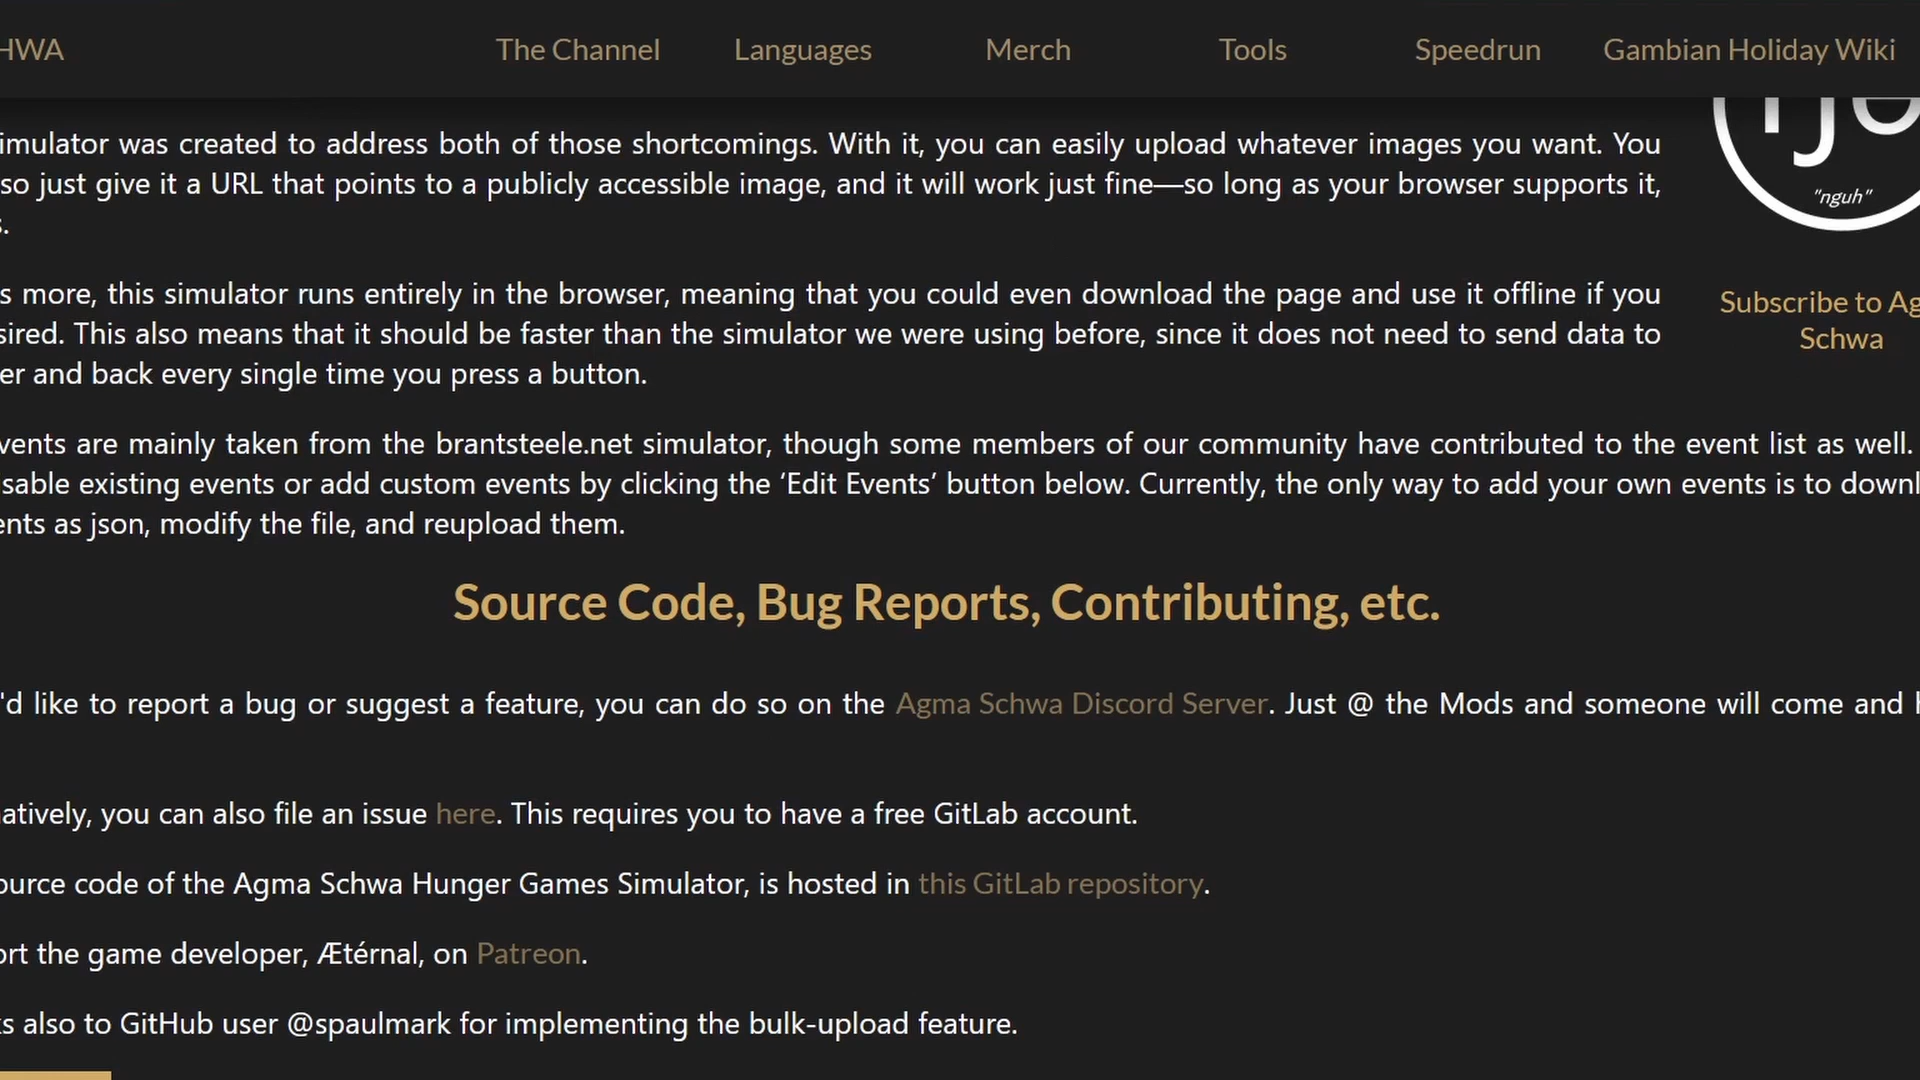 HWA The Channel Languages Merch Tools Speedrun Gambian Holiday Wiki
imulator was created to address both of those shortcomings. With it, you can easily upload whatever images you want. You
so just give it a URL that points to a publicly accessible image, and it will work just fine—so long as your browser supports it,
s.
"nguh"
s more, this simulator runs entirely in the browser, meaning that you could even download the page and use it offline if you
sired. This also means that it should be faster than the simulator we were using before, since it does not need to send data to
er and back every single time you press a button.
Subscribe to Ag
Schwa
vents are mainly taken from the brantsteele.net simulator, though some members of our community have contributed to the event list as well.
sable existing events or add custom events by clicking the ‘Edit Events’ button below. Currently, the only way to add your own events is to downl
ents as json, modify the file, and reupload them.
Source Code, Bug Reports, Contributing, etc.
'd like to report a bug or suggest a feature, you can do so on the Agma Schwa Discord Server. Just @ the Mods and someone will come and h
atively, you can also file an issue here. This requires you to have a free GitLab account.
ource code of the Agma Schwa Hunger Games Simulator, is hosted in this GitLab repository.
ort the game developer, Ætérnal, on Patreon.
s also to GitHub user @spaulmark for implementing the bulk-upload feature.